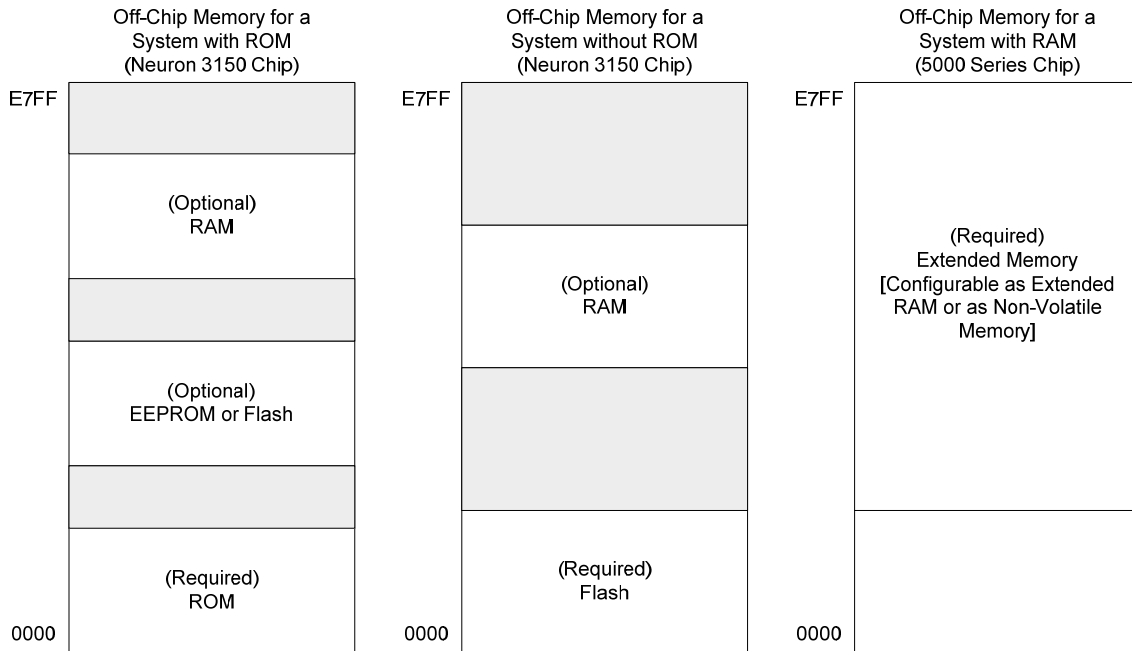 Off-Chip Memory for a
System with ROM
(Neuron 3150 Chip)
E7FF
(Optional)
RAM
(Optional)
EEPROM or Flash
(Required)
ROM
0000
Off-Chip Memory for a
System without ROM
(Neuron 3150 Chip)
E7FF
(Optional)
RAM
(Required)
Flash
0000
Off-Chip Memory for a
System with RAM
(5000 Series Chip)
E7FF
(Required)
Extended Memory
[Configurable as Extended
RAM or as Non-Volatile
Memory]
0000